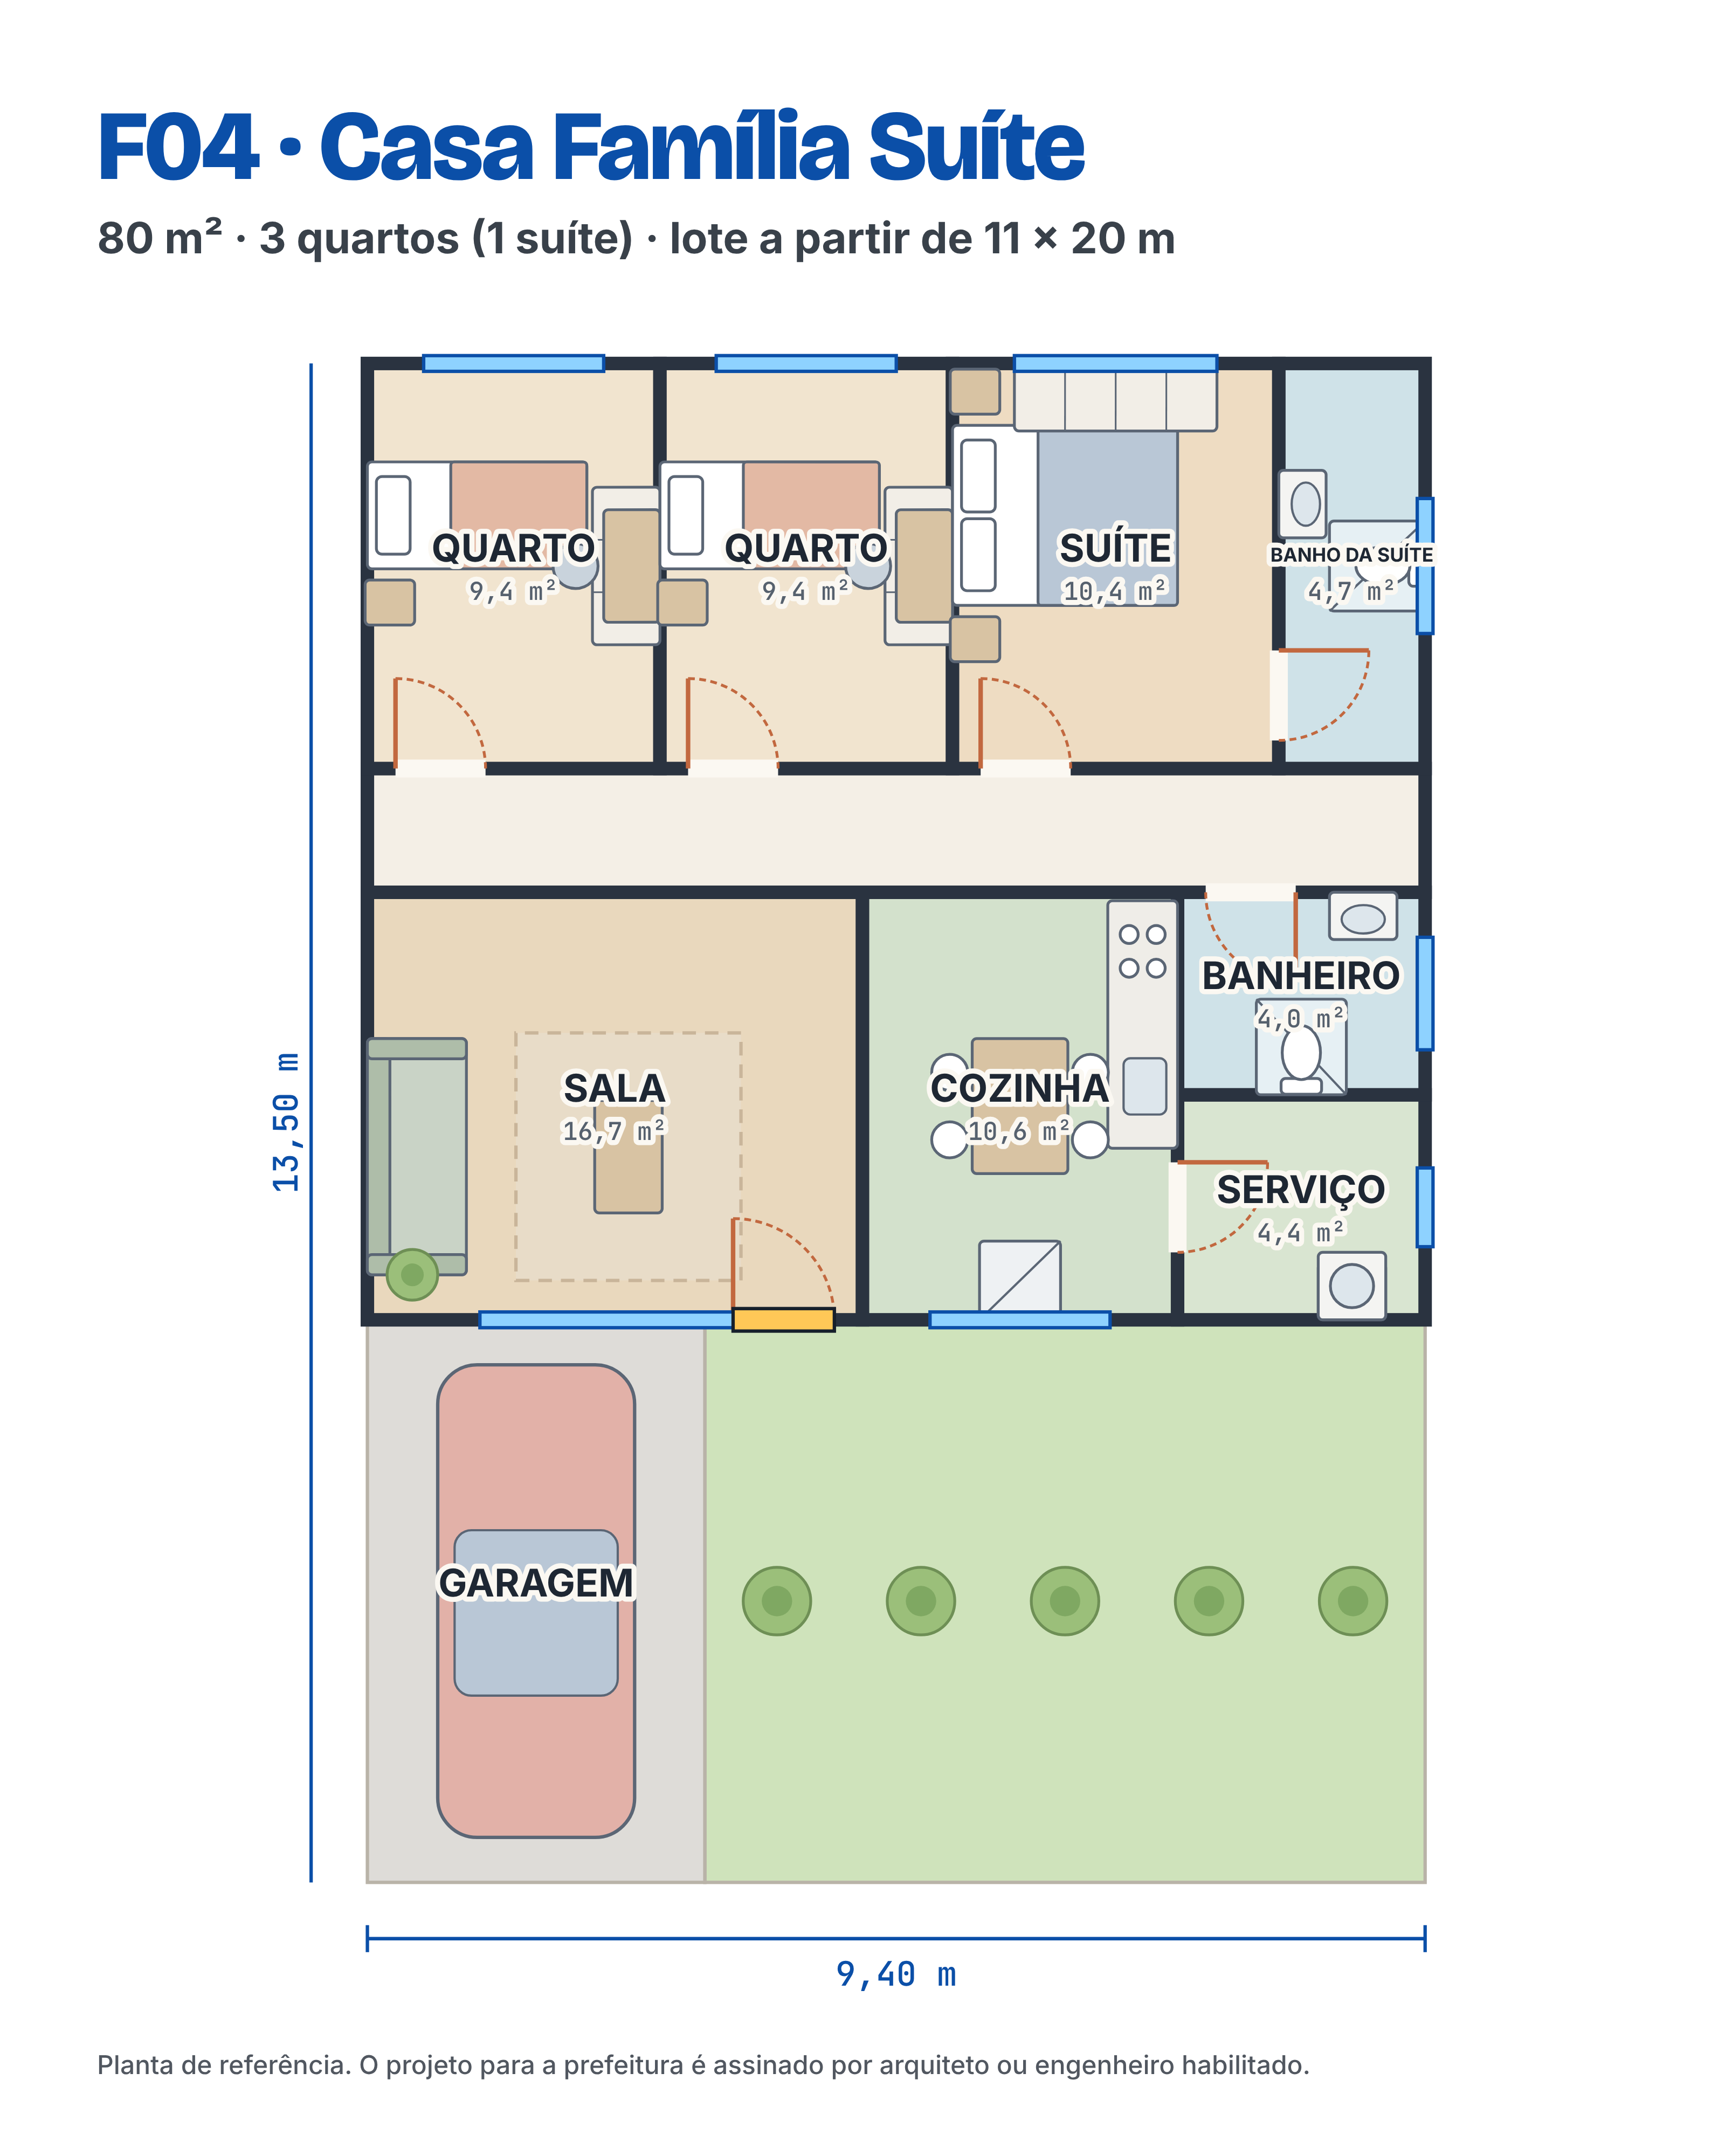 F04 · Casa Família Suíte
80 m² · 3 quartos (1 suíte) · lote a partir de 11 × 20 m
QUARTO
9,4 m²
QUARTO
9,4 m²
SUÍTE
10,4 m²
BANHO DA SUÍTE
4,7 m²
BANHEIRO
4,0 m²
SALA
16,7 m²
COZINHA
10,6 m²
SERVIÇO
4,4 m²
13,50 m
GARAGEM
9,40 m
Planta de referência. O projeto para a prefeitura é assinado por arquiteto ou engenheiro habilitado.